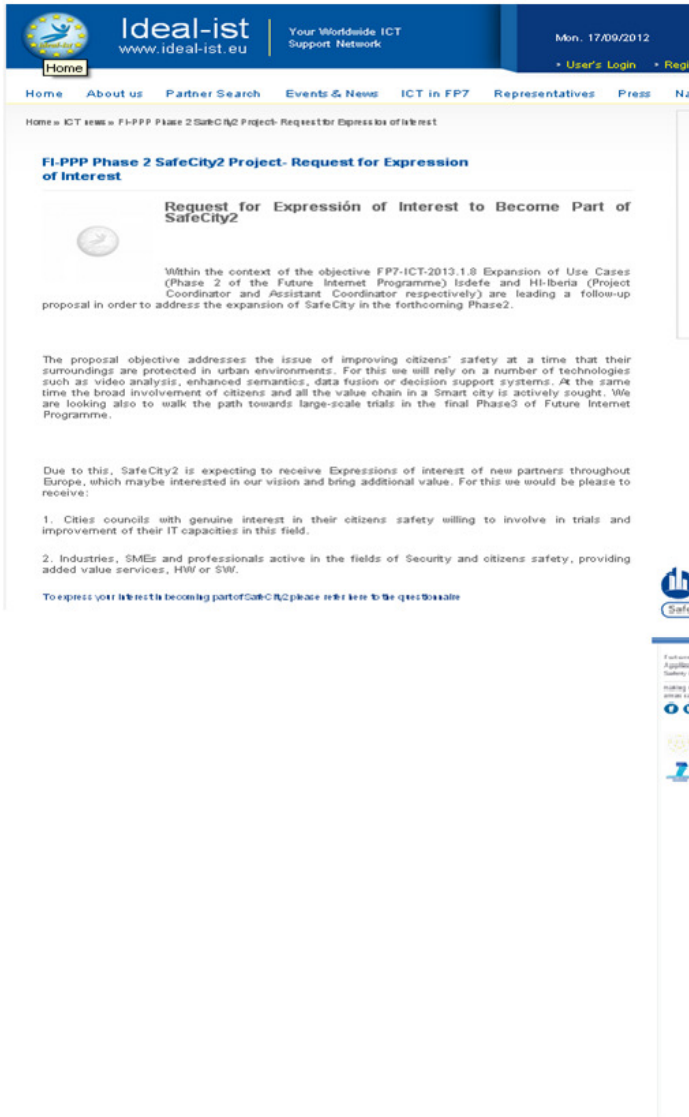 Ideal-ist
www.ideal-ist.eu
Your Worldwide ICT
Support Network
Mon. 17/09/2012
Home
User's Login
Home About us Partner Search Events & News ICT in FP7 Representatives Press
Home » ICT news » FI-PPP Phase 2 SafeCity2 Project- Request for Expression of Interest
FI-PPP Phase 2 SafeCity2 Project- Request for Expression
of Interest
Request for Expressión of Interest to Become Part of
SafeCity2
Within the context of the objective FP7-ICT-2013.1.8 Expansion of Use Cases
(Phase 2 of the Future Internet Programme) Isdefe and HI-Iberia (Project
Coordinator and Assistant Coordinator respectively) are leading a follow-up
proposal in order to address the expansion of SafeCity in the forthcoming Phase2.
The proposal objective addresses the issue of improving citizens' safety at a time that their
surroundings are protected in urban environments. For this we will rely on a number of technologies
such as video analysis, enhanced semantics, data fusion or decision support systems. At the same
time the broad involvement of citizens and all the value chain in a Smart city is actively sought. We
are looking also to walk the path towards large-scale trials in the final Phase3 of Future Internet
Programme.
Due to this, SafeCity2 is expecting to receive Expressions of interest of new partners throughout
Europe, which maybe interested in our vision and bring additional value. For this we would be please to
receive:
1. Cities councils with genuine interest in their citizens safety willing to involve in trials and
improvement of their IT capacities in this field.
2. Industries, SMEs and professionals active in the fields of Security and citizens safety, providing
added value services, HW or SW.
To express your interest in becoming part of SafeCity2 please refer here to the questionnaire